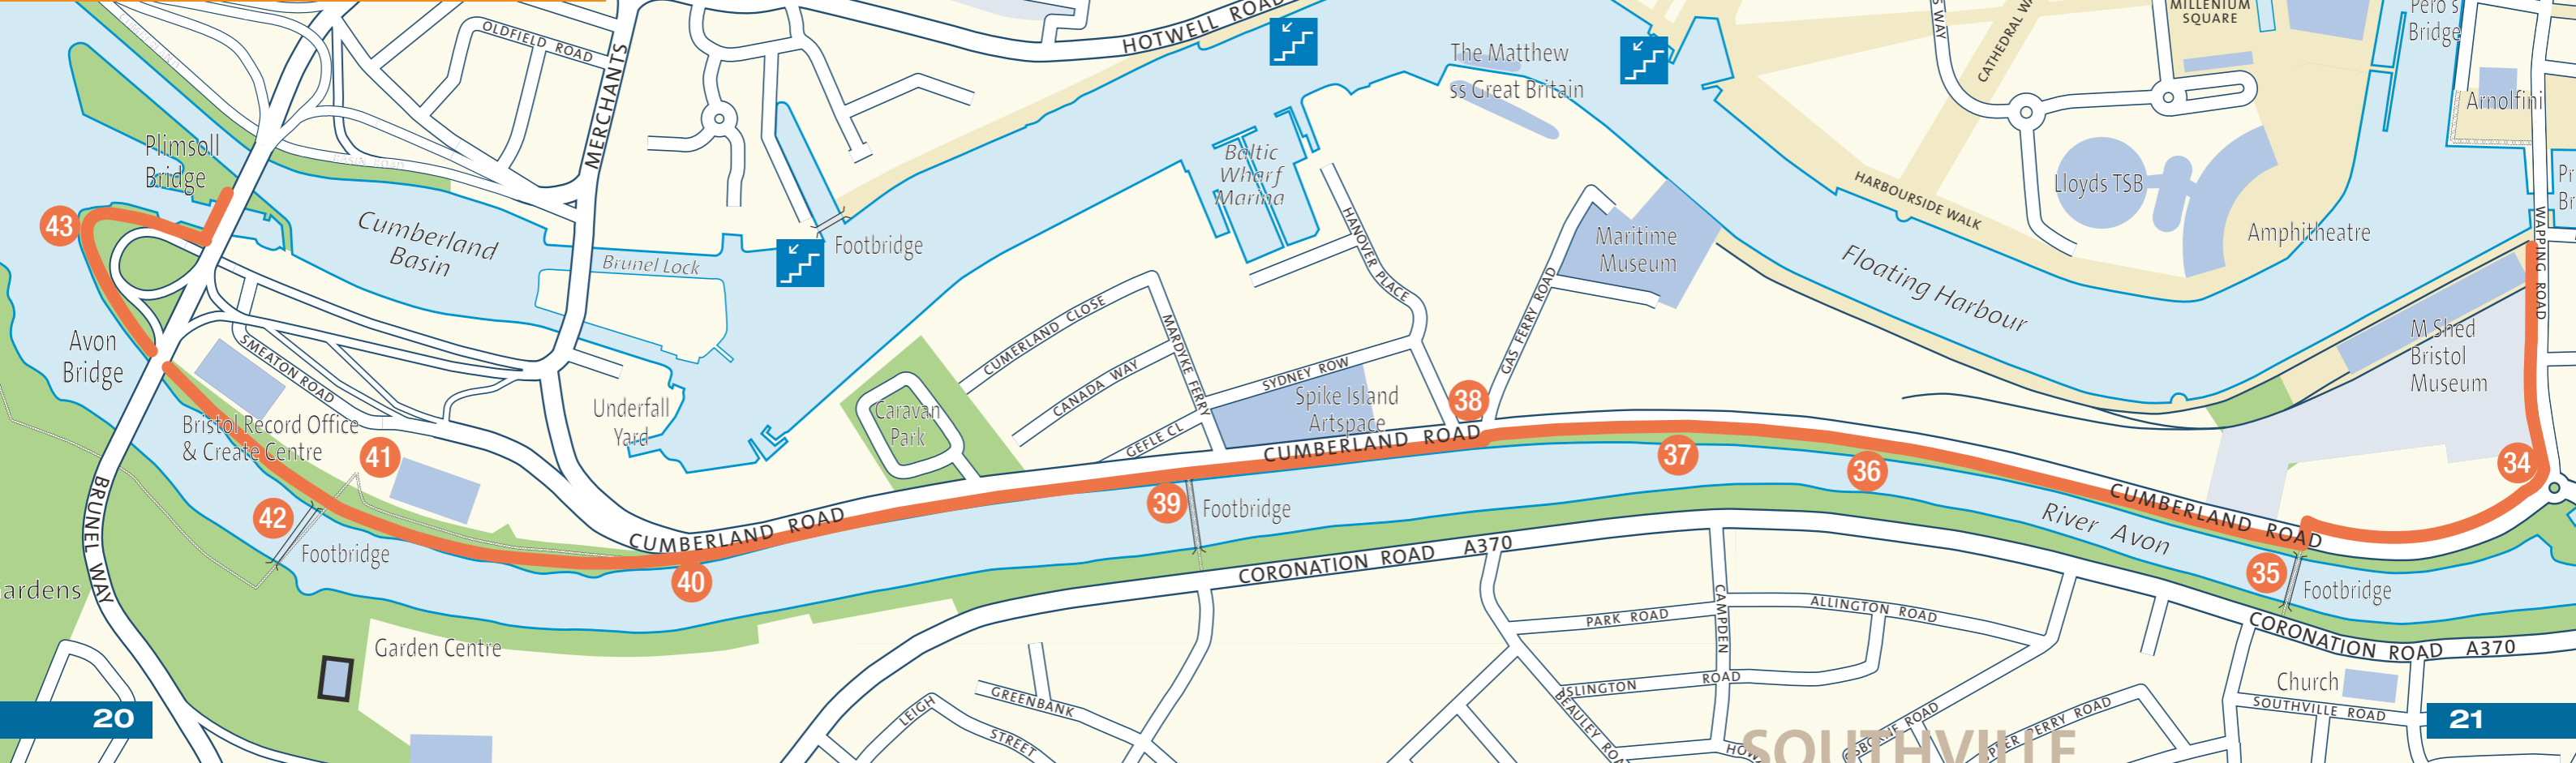 OLDFIELD ROAD
MERCHANTS
HOTWELL ROAD
The Matthew
ss Great Britain
CATHEDRAL
MILLENIUM
SQUARE
Pero's
Bridge
Arnolfini
Plimsoll
Bridge
BASIN ROAD
43
Cumberland
Basin
Brunel Lock
Footbridge
Baltic
Wharf
Marina
HANOVER PLACE
Maritime
Museum
GAS FERRY ROAD
HARBOURSIDE WALK
Lloyds TSB
Amphitheatre
Floating Harbour
WAPPING ROAD
M Shed
Bristol
Museum
Avon
Bridge
SMEATON ROAD
Bristol Record Office
& Create Centre
41
42
Footbridge
Underfall
Yard
Caravan
Park
CUMERLAND CLOSE
CANADA WAY
MARDYKE FERRY
GEFLE CL
SYDNEY ROW
Spike Island
Artspace
38
CUMBERLAND ROAD
37
36
34
CUMBERLAND ROAD
CUMBERLAND ROAD
40
39
Footbridge
River Avon
35
Footbridge
CORONATION ROAD A370
CORONATION ROAD A370
BRUNEL WAY
ardens
Garden Centre
PARK ROAD
CAMPDEN
ROAD
ALLINGTON ROAD
ISLINGTON
BEAULEY
GREENBANK
LEIGH
STREET
Church
SOUTHVILLE ROAD
SOUTHVILLE
20
21